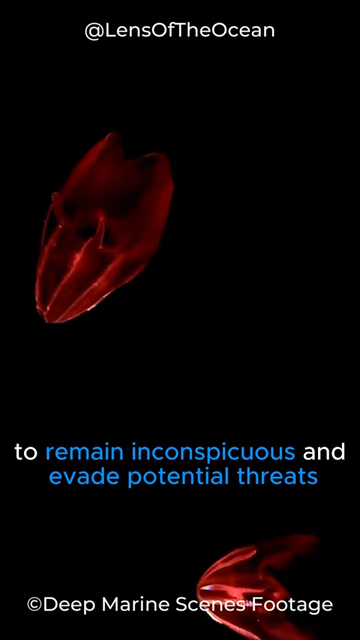 @LensOfTheOcean
to remain inconspicuous and
evade potential threats
©Deep Marine Scenes Footage